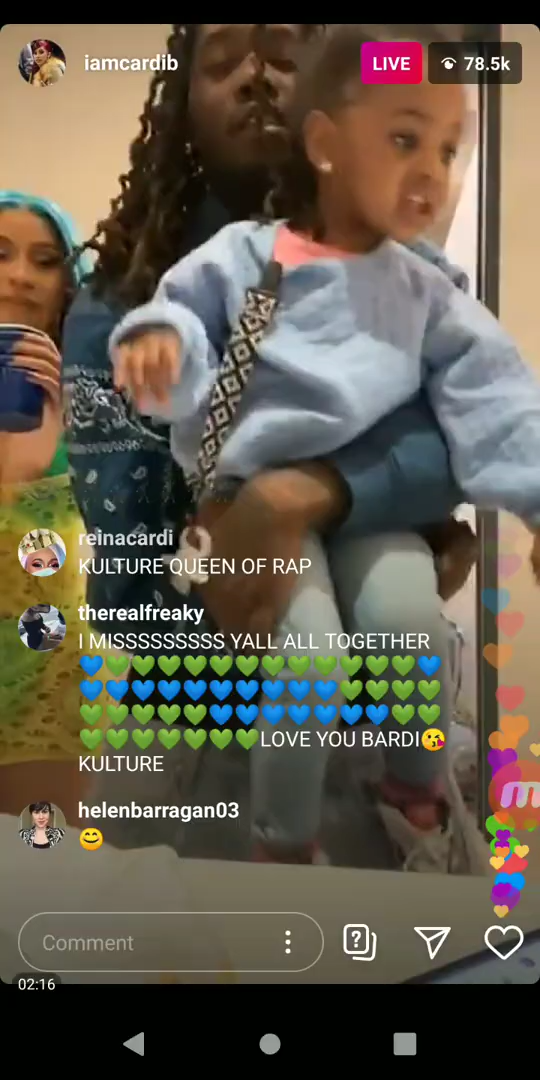 iamcardib
LIVE
78.5k
reinacardi
KULTURE QUEEN OF RAP
therealfreaky
I MISSSSSSSSS YALL ALL TOGETHER
💙💚💚💚💚💚💚💚💚💚💚💚💚💙
💙💙💙💙💙💙💙💙💙💙💚💚💚💚
💚💚💚💚💚💙💙💙💙💙💙💙💚💚
💚💚💚💚💚💚💚LOVE YOU BARDI😘
KULTURE
helenbarragan03
😊
Comment
02:16